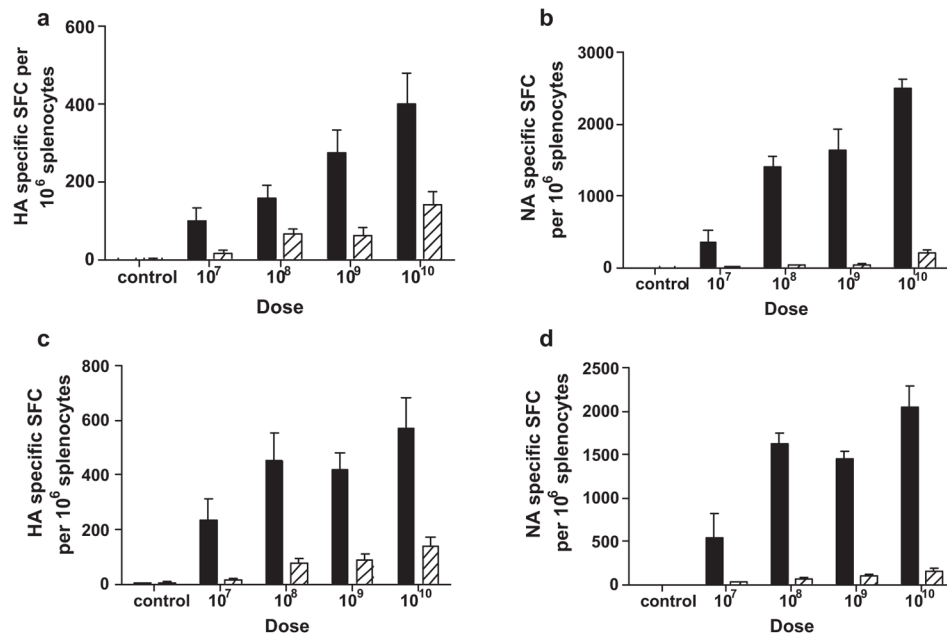 a
HA specific SFC per
10⁶ splenocytes
600
400
200
0
control 10⁷ 10⁸ 10⁹ 10¹⁰
Dose
b
NA specific SFC
per 10⁶ splenocytes
3000
2000
1000
0
control 10⁷ 10⁸ 10⁹ 10¹⁰
Dose
c
HA specific SFC
per 10⁶ splenocytes
800
600
400
200
0
control 10⁷ 10⁸ 10⁹ 10¹⁰
Dose
d
NA specific SFC
per 10⁶ splenocytes
2500
2000
1500
1000
500
0
control 10⁷ 10⁸ 10⁹ 10¹⁰
Dose